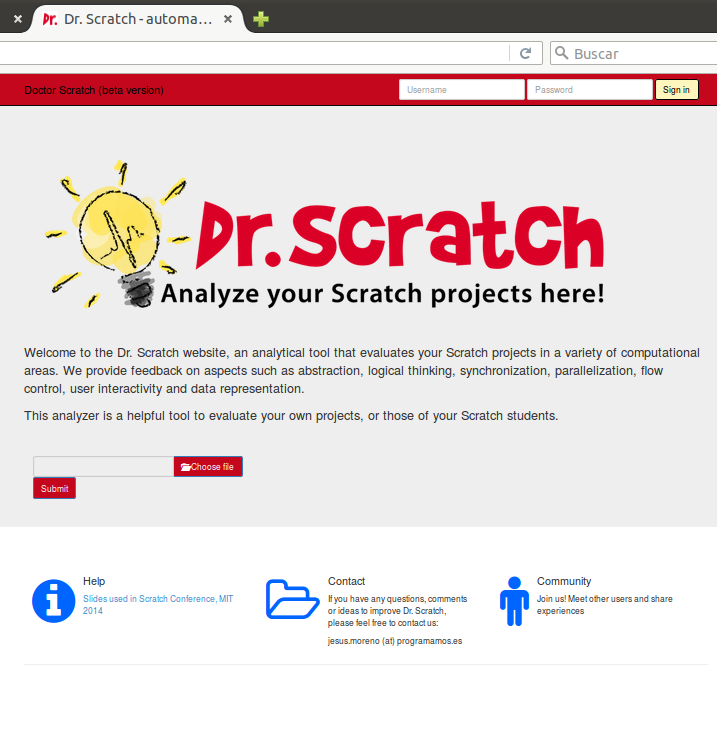 Dr. Dr. Scratch - automa...
Buscar
Doctor Scratch (beta version)
Username
Password
Sign in
Dr.Scratch
Analyze your Scratch projects here!
Welcome to the Dr. Scratch website, an analytical tool that evaluates your Scratch projects in a variety of computational
areas. We provide feedback on aspects such as abstraction, logical thinking, synchronization, parallelization, flow
control, user interactivity and data representation.
This analyzer is a helpful tool to evaluate your own projects, or those of your Scratch students.
Choose file
Submit
Help
Slides used in Scratch Conference, MIT
2014
Contact
If you have any questions, comments
or ideas to improve Dr. Scratch,
please feel free to contact us:
jesus.moreno (at) programamos.es
Community
Join us! Meet other users and share
experiences